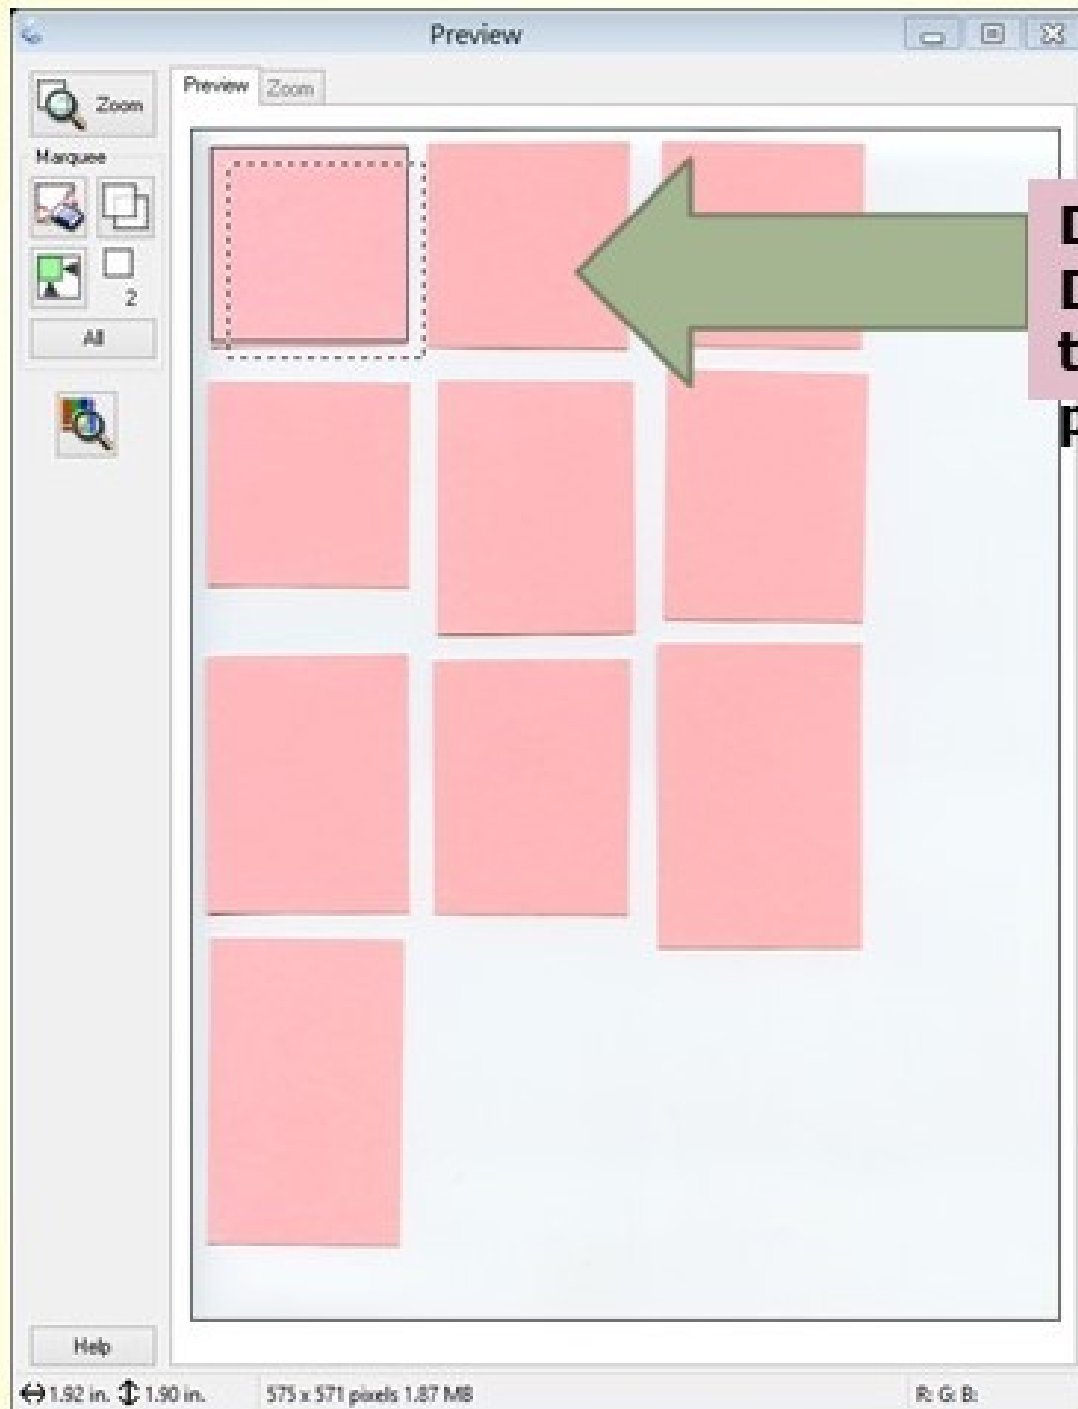 Preview
Preview Zoom
Zoom
Marquee
2
All
D
D
t
p
Help
1.92 in. 1.90 in. 575 x 571 pixels 1.87 MB R: G: B: